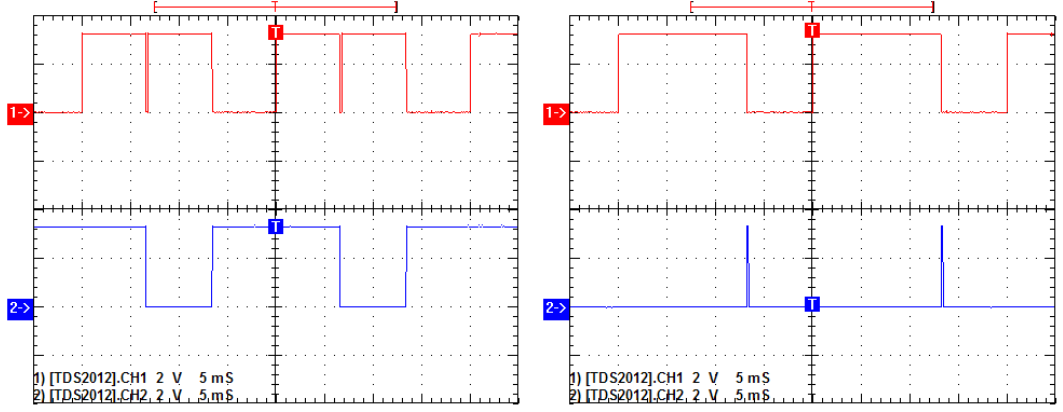 T
1->
T
2->
1) [TDS2012].CH1 2 V 5 mS
2) [TDS2012].CH2 2 V 5 mS
T
1->
T
2->
1) [TDS2012].CH1 2 V 5 mS
2) [TDS2012].CH2 2 V 5 mS